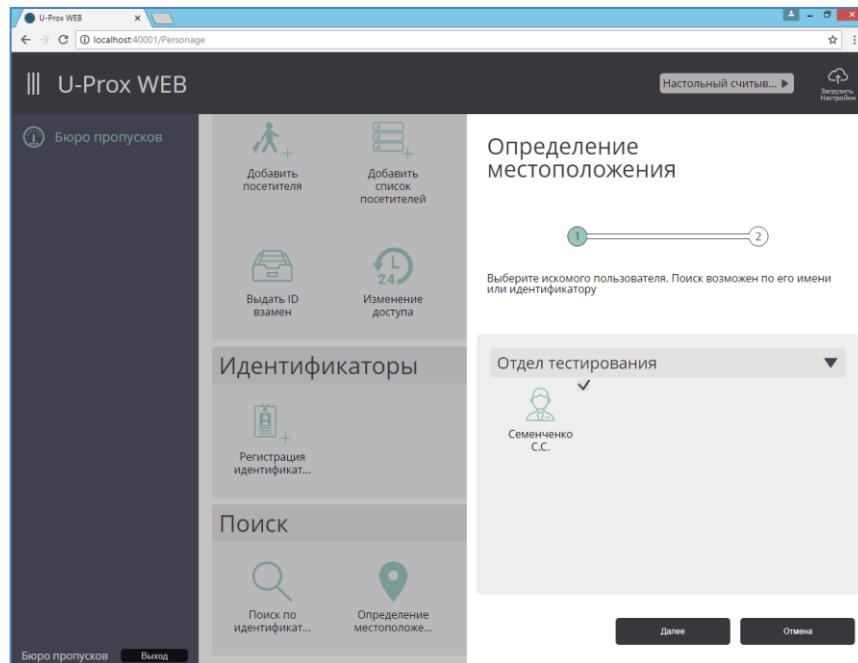 U-Prox WEB
localhost:40001/Personage
U-Prox WEB
Настольный считыв...
Загрузить
Настройки
Бюро пропусков
Добавить
посетителя
Добавить
список
посетителей
Выдать ID
взамен
24
Изменение
доступа
Идентификаторы
Регистрация
идентификат...
Поиск
Поиск по
идентификат...
Определение
местоположе...
Бюро пропусков
Выход
Определение
местоположения
1
2
Выберите искомого пользователя. Поиск возможен по его имени
или идентификатору
Отдел тестирования
Семенченко
С.С.
Далее
Отмена